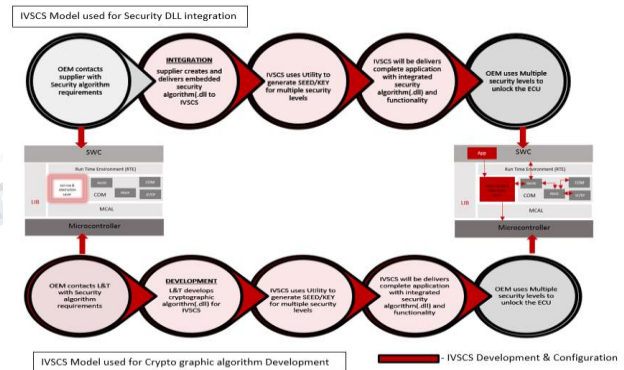 IVSCS Model used for Security DLL integration
OEM contacts
supplier with
Security algorithm
requirements
INTEGRATION
supplier creates and
delivers embedded
security
algorithm(.dll to
IVSCS
IVSCS uses Utility to
generate SEED/KEY
for multiple security
levels
IVSCS will be delivers
complete application
with integrated
security
algorithm(.dll) and
functionality
OEM uses Multiple
security levels to
unlock the ECU
SWC
Run Time Environment (RTE)
COM
LIB
MCAL
Microcontroller
App
SWC
Run Time Environment (RTE)
COM
LIB
MCAL
Microcontroller
OEM contacts L&T
with Security
algorithm
requirements
DEVELOPMENT
L&T develops
cryptographic
algorithm(.dll) for
IVSCS
IVSCS uses Utility to
generate SEED/KEY
for multiple security
levels
IVSCS will be delivers
complete application
with integrated
security
algorithm(.dll) and
functionality
OEM uses Multiple
security levels to
unlock the ECU
IVSCS Model used for Crypto graphic algorithm Development
- IVSCS Development & Configuration